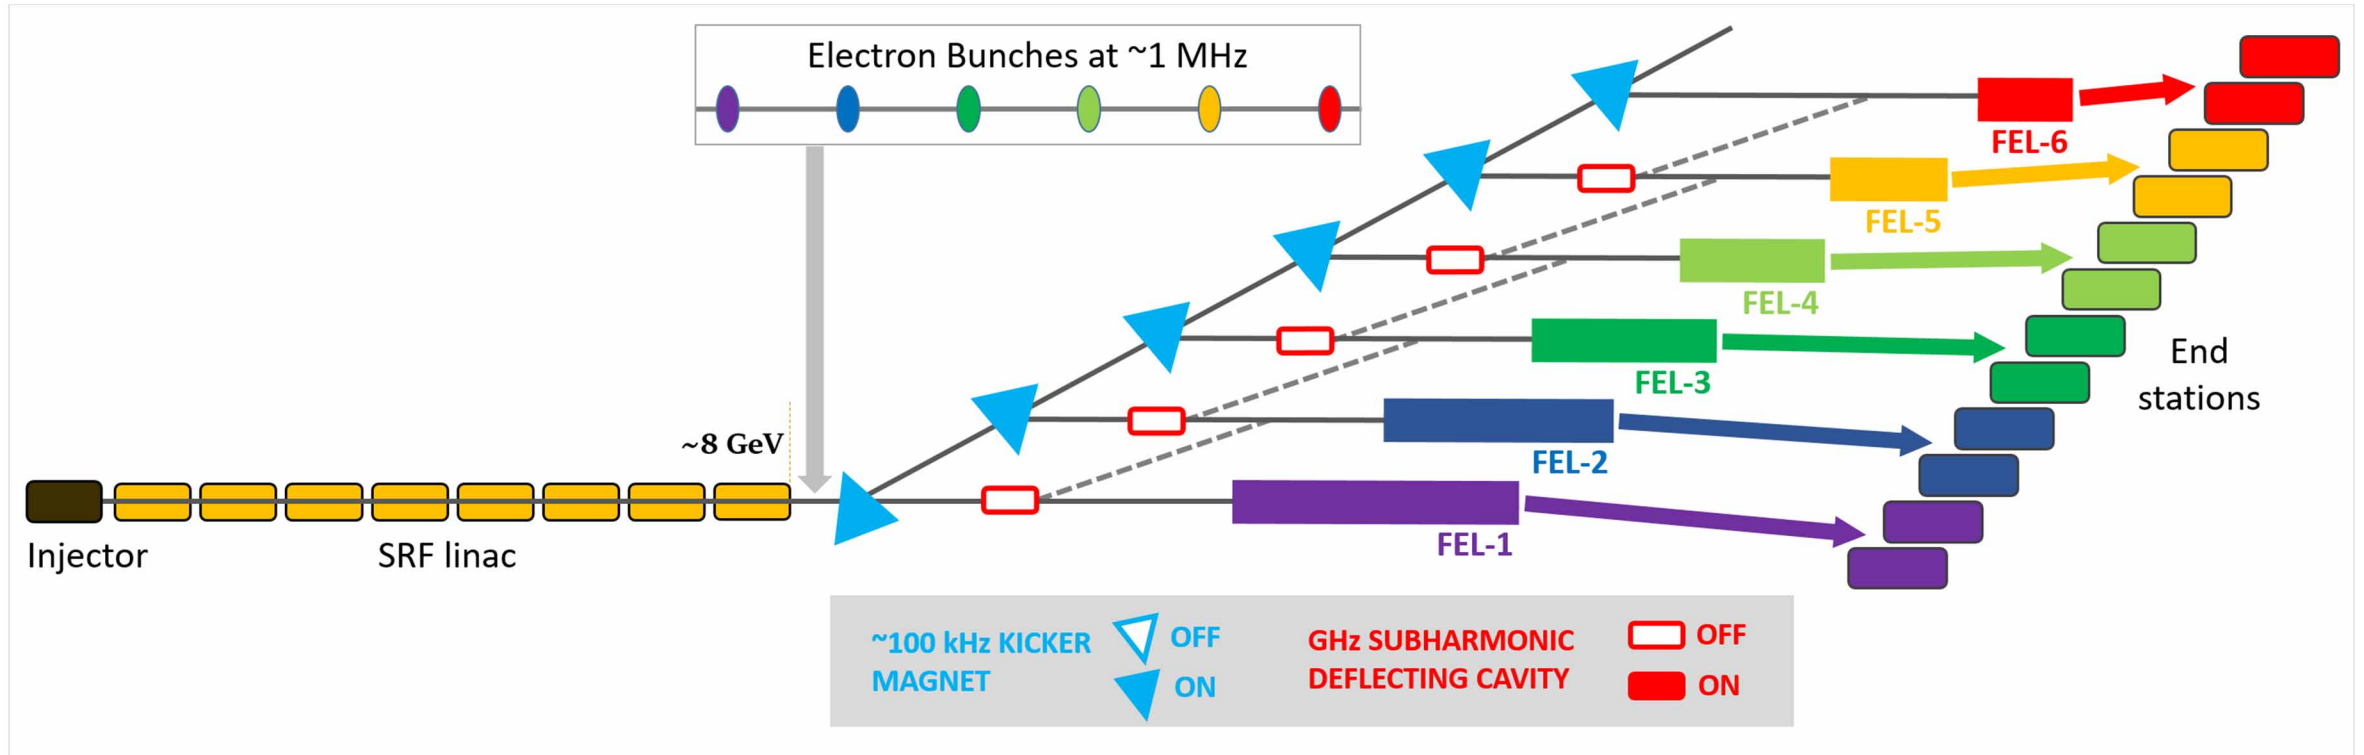 Electron Bunches at ~1 MHz
FEL-6
FEL-5
FEL-4
FEL-3
End
stations
~8 GeV
FEL-2
FEL-1
Injector
SRF linac
~100 kHz KICKER
MAGNET
OFF
ON
GHz SUBHARMONIC
DEFLECTING CAVITY
OFF
ON